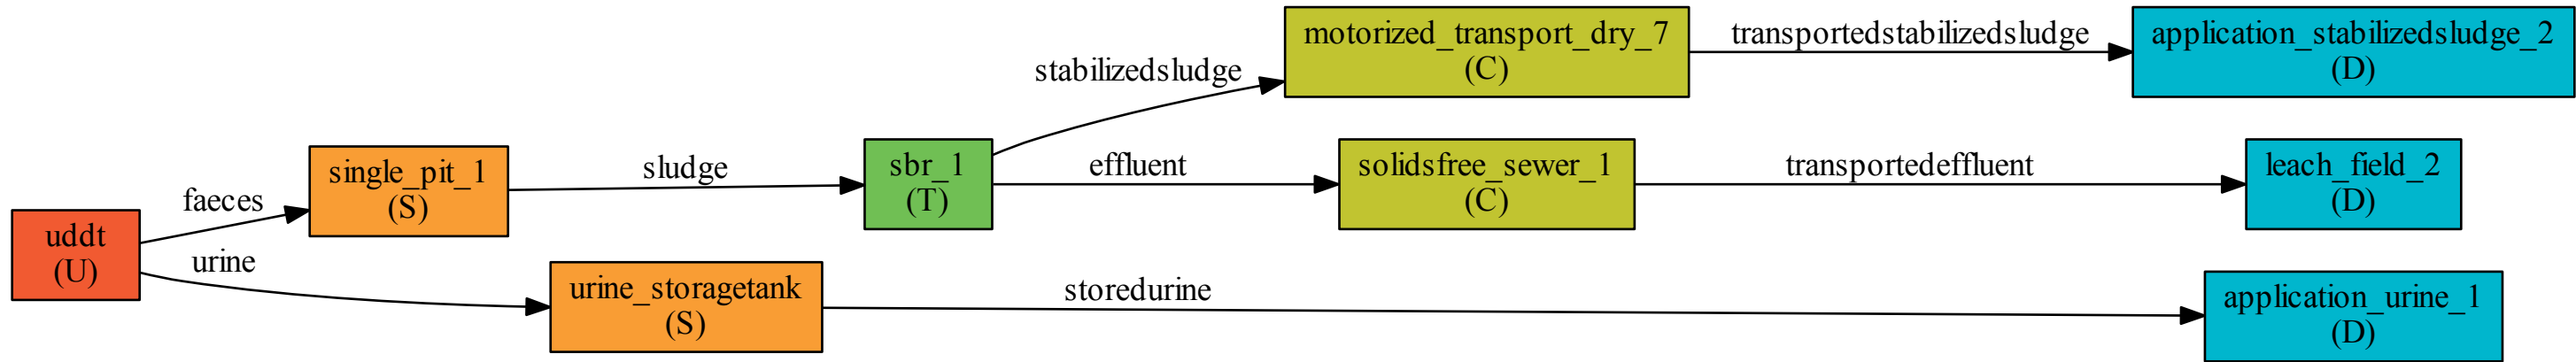 uddt
(U)
faeces
urine
single_pit_1
(S)
urine_storagetank
(S)
sludge
storedurine
sbr_1
(T)
stabilizedsludge
effluent
motorized_transport_dry_7
(C)
solidsfree_sewer_1
(C)
transportedstabilizedsludge
transportedeffluent
application_stabilizedsludge_2
(D)
leach_field_2
(D)
application_urine_1
(D)